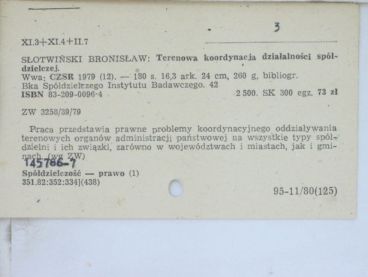 3
XI.3+XI.4+II.7
SŁOTWIŃSKI BRONISŁAW: Terenowa koordynacja działalności spół-
dzielczej.
Wwa: CZSR 1979 (12). — 130 s. 16,3 ark. 24 cm, 260 g, bibliogr.
Bka Spółdzielczego Instytutu Badawczego. 42
ISBN 83-209-0096-4 2 500. SK 300 egz. 73 zł
ZW 3258/39/79
Praca przedstawia prawne problemy koordynacyjnego oddziaływania
terenowych organów administracji państwowej na wszystkie typy spół-
dzielni i ich związki, zarówno w województwach i miastach, jak i gmi-
nach. (wg ZW)
145786-7
Spółdzielczość — prawo (1)
351.82:352:334](438)
95-11/80(125)